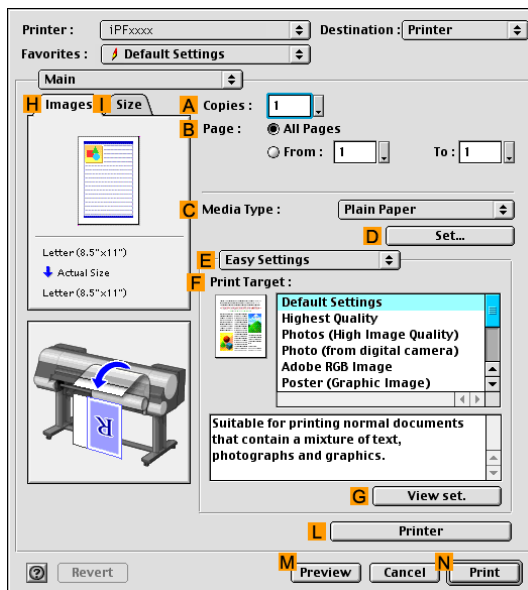 Printer : iPFxxxx Destination : Printer
Favorites : Default Settings
Main
H Images I Size
A Copies : 1
B Page : All Pages
From : 1 To : 1
C Media Type : Plain Paper
D Set...
Letter (8.5"x11")
Actual Size
Letter (8.5"x11")
E Easy Settings
F Print Target :
Default Settings
Highest Quality
Photos (High Image Quality)
Photo (from digital camera)
Adobe RGB Image
Poster (Graphic Image)
R
Suitable for printing normal documents
that contain a mixture of text,
photographs and graphics.
G View set.
L Printer
? Revert M Preview Cancel N Print